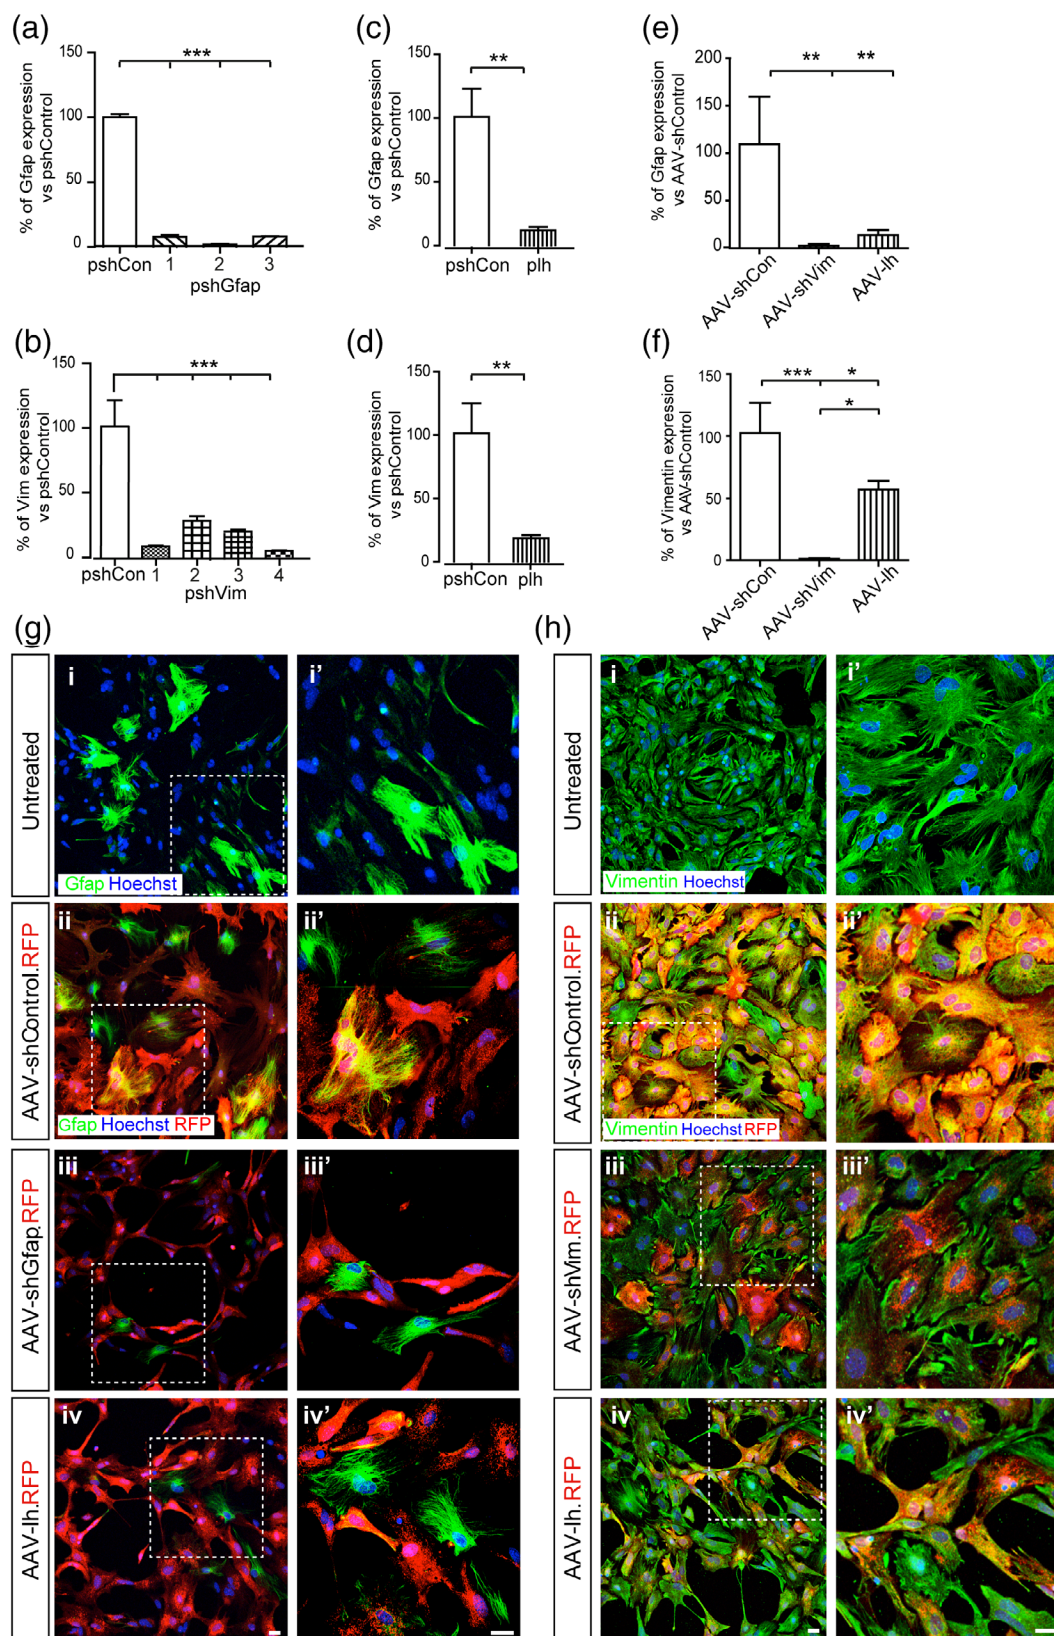 (a)
% of Gfap expression
vs pshControl
150
100
50
0
***
pshCon 1 2 3
pshGfap
(c)
% of Gfap expression
vs pshControl
150
100
50
0
**
pshCon plh
(e)
% of Gfap expression
vs AAV-shControl
200
150
100
50
0
** **
AAV-shCon
AAV-shVim
AAV-lh
(b)
% of Vim expression
vs pshControl
150
100
50
0
***
pshCon 1 2 3 4
pshVim
(d)
% of Vim expression
vs pshControl
150
100
50
0
**
pshCon plh
(f)
% of Vimentin expression
vs AAV-shControl
150
100
50
0
*** *
*
AAV-shCon
AAV-shVim
AAV-lh
(g)
Untreated
i
i'
Gfap Hoechst
AAV-shControl.RFP
ii
ii'
Gfap Hoechst RFP
AAV-shGfap.RFP
iii
iii'
AAV-lh.RFP
iv
iv'
(h)
Untreated
i
i'
Vimentin Hoechst
AAV-shControl.RFP
ii
ii'
Vimentin Hoechst RFP
AAV-shVim.RFP
iii
iii'
AAV-lh.RFP
iv
iv'